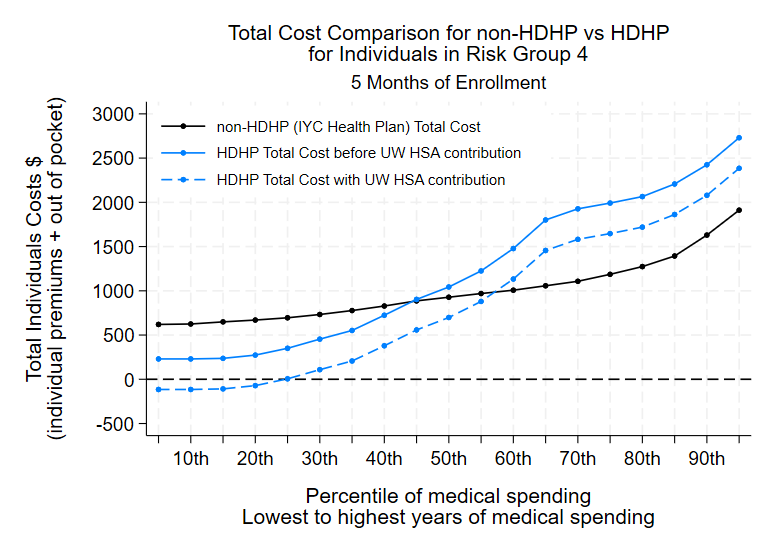 Total Cost Comparison for non-HDHP vs HDHP
for Individuals in Risk Group 4
5 Months of Enrollment
Total Individuals Costs $
(individual premiums + out of pocket)
3000
2500
2000
1500
1000
500
0
-500
non-HDHP (IYC Health Plan) Total Cost
HDHP Total Cost before UW HSA contribution
HDHP Total Cost with UW HSA contribution
10th 20th 30th 40th 50th 60th 70th 80th 90th
Percentile of medical spending
Lowest to highest years of medical spending